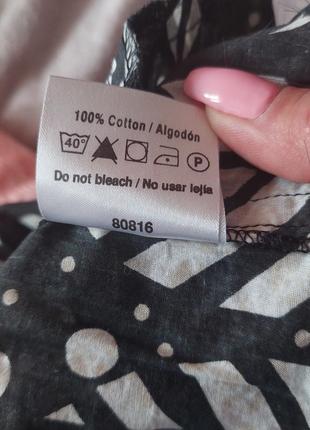 100% Cotton / Algodón
40° P
Do not bleach / No usar lejía
80816